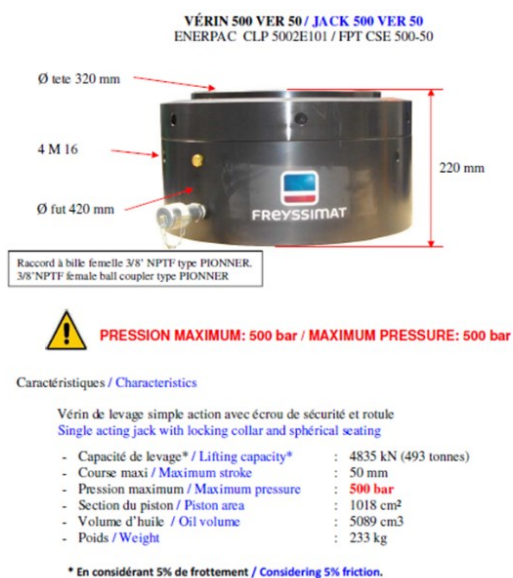 VÉRIN 500 VER 50 / JACK 500 VER 50
ENERPAC CLP 5002E101 / FPT CSE 500-50
Ø tete 320 mm
4 M 16
220 mm
Ø fut 420 mm
FREYSSIMAT
Raccord à bille femelle 3/8' NPTF type PIONNER.
3/8'NPTF female ball coupler type PIONNER
PRESSION MAXIMUM: 500 bar / MAXIMUM PRESSURE: 500 bar
Caractéristiques / Characteristics
Vérin de levage simple action avec écrou de sécurité et rotule
Single acting jack with locking collar and sphérical seating
- Capacité de levage* / Lifting capacity* : 4835 kN (493 tonnes)
- Course maxi / Maximum stroke : 50 mm
- Pression maximum / Maximum pressure : 500 bar
- Section du piston / Piston area : 1018 cm²
- Volume d'huile / Oil volume : 5089 cm3
- Poids / Weight : 233 kg
* En considérant 5% de frottement / Considering 5% friction.